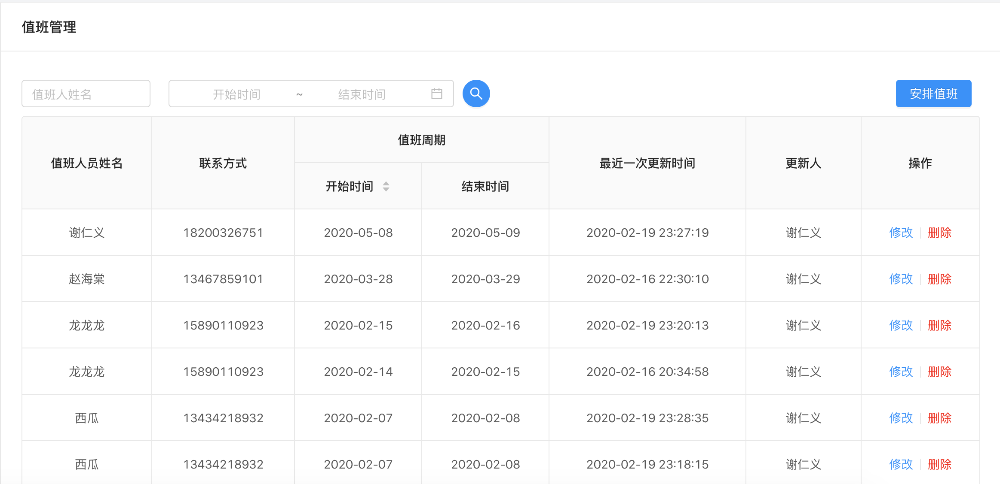 值班管理
值班人姓名 开始时间 ~ 结束时间 安排值班
值班人员姓名 联系方式 值班周期 最近一次更新时间 更新人 操作
开始时间 结束时间
谢仁义 18200326751 2020-05-08 2020-05-09 2020-02-19 23:27:19 谢仁义 修改 删除
赵海棠 13467859101 2020-03-28 2020-03-29 2020-02-16 22:30:10 谢仁义 修改 删除
龙龙龙 15890110923 2020-02-15 2020-02-16 2020-02-19 23:20:13 谢仁义 修改 删除
龙龙龙 15890110923 2020-02-14 2020-02-15 2020-02-16 20:34:58 谢仁义 修改 删除
西瓜 13434218932 2020-02-07 2020-02-08 2020-02-19 23:28:35 谢仁义 修改 删除
西瓜 13434218932 2020-02-07 2020-02-08 2020-02-19 23:18:15 谢仁义 修改 删除